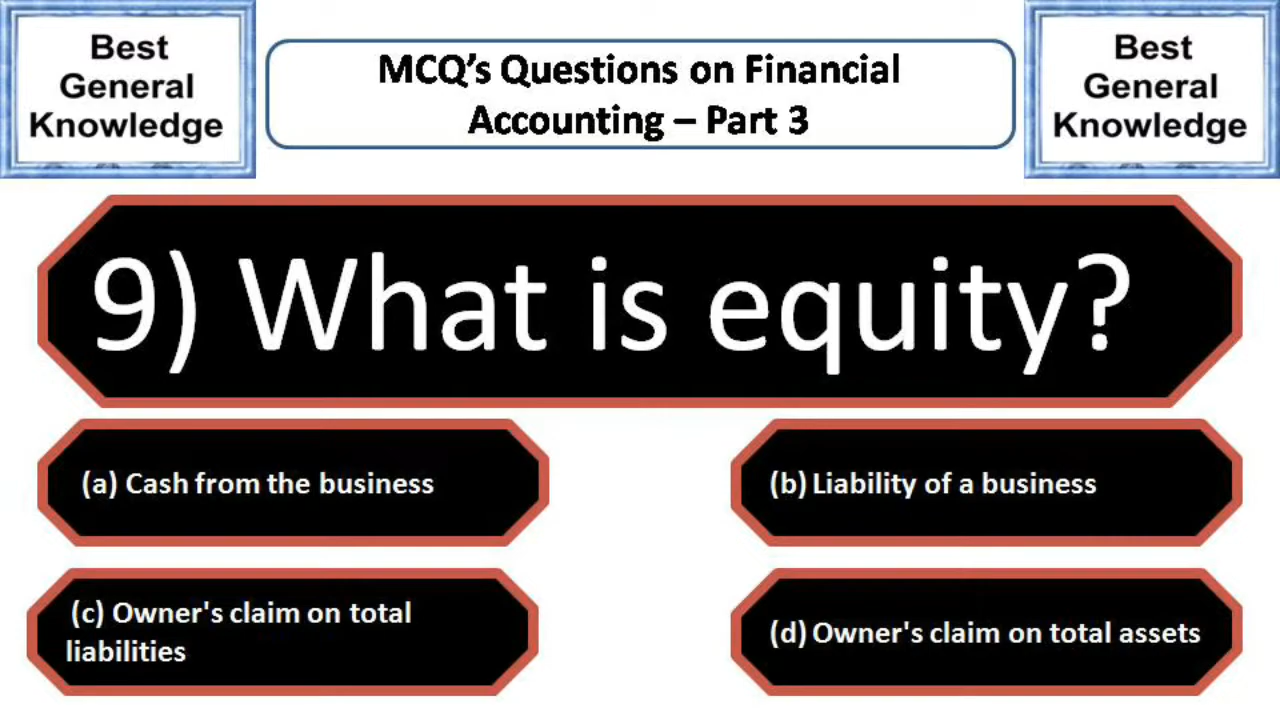 Best
General
Knowledge
MCQ's Questions on Financial
Accounting – Part 3
Best
General
Knowledge
9) What is equity?
(a) Cash from the business
(b) Liability of a business
(c) Owner's claim on total
liabilities
(d) Owner's claim on total assets